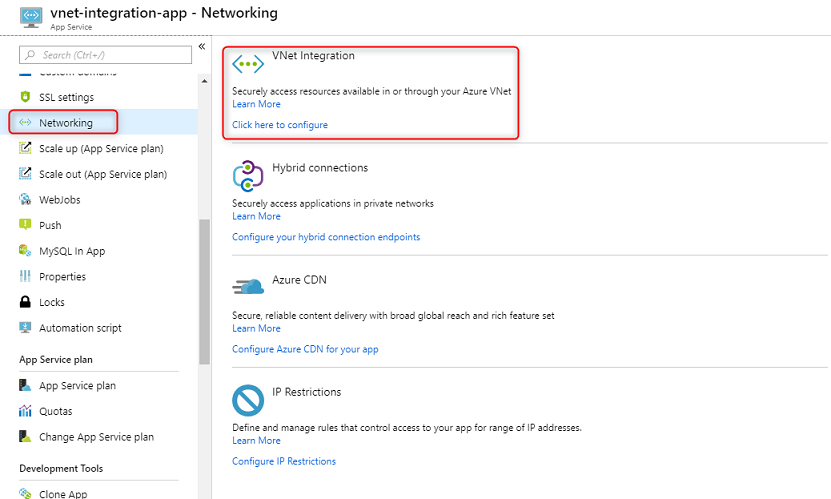 vnet-integration-app - Networking
App Service
Search (Ctrl+/)
«
Custom domains
SSL settings
Networking
Scale up (App Service plan)
Scale out (App Service plan)
WebJobs
Push
MySQL In App
Properties
Locks
Automation script
App Service plan
App Service plan
Quotas
Change App Service plan
Development Tools
Clone App
VNet Integration
Securely access resources available in or through your Azure VNet
Learn More
Click here to configure
Hybrid connections
Securely access applications in private networks
Learn More
Configure your hybrid connection endpoints
Azure CDN
Secure, reliable content delivery with broad global reach and rich feature set
Learn More
Configure Azure CDN for your app
IP Restrictions
Define and manage rules that control access to your app for range of IP addresses.
Learn More
Configure IP Restrictions